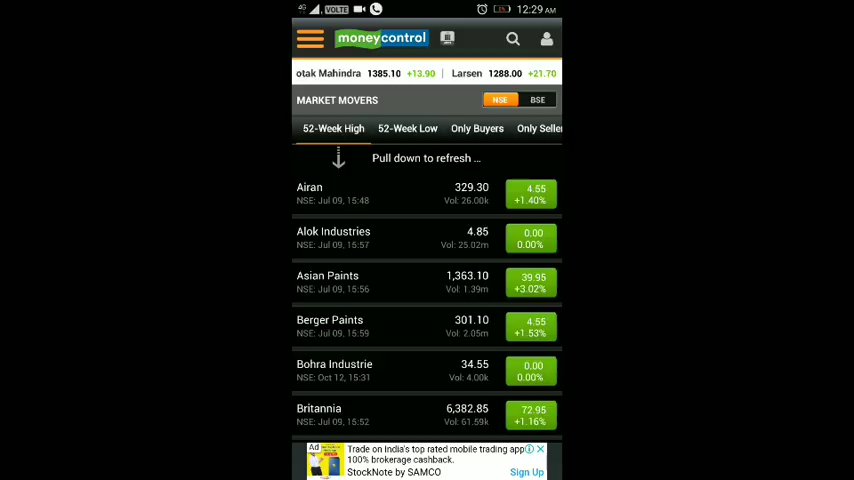 4G VOLTE 12:29 AM
moneycontrol
otak Mahindra 1385.10 +13.90 | Larsen 1288.00 +21.70
MARKET MOVERS NSE BSE
52-Week High 52-Week Low Only Buyers Only Seller
Pull down to refresh ...
Airan 329.30 4.55
NSE: Jul 09, 15:48 Vol: 26.00k +1.40%
Alok Industries 4.85 0.00
NSE: Jul 09, 15:57 Vol: 25.02m 0.00%
Asian Paints 1,363.10 39.95
NSE: Jul 09, 15:56 Vol: 1.39m +3.02%
Berger Paints 301.10 4.55
NSE: Jul 09, 15:59 Vol: 2.05m +1.53%
Bohra Industrie 34.55 0.00
NSE: Oct 12, 15:31 Vol: 4.00k 0.00%
Britannia 6,382.85 72.95
NSE: Jul 09, 15:52 Vol: 61.59k +1.16%
Ad Trade on India's top rated mobile trading app
100% brokerage cashback.
StockNote by SAMCO Sign Up